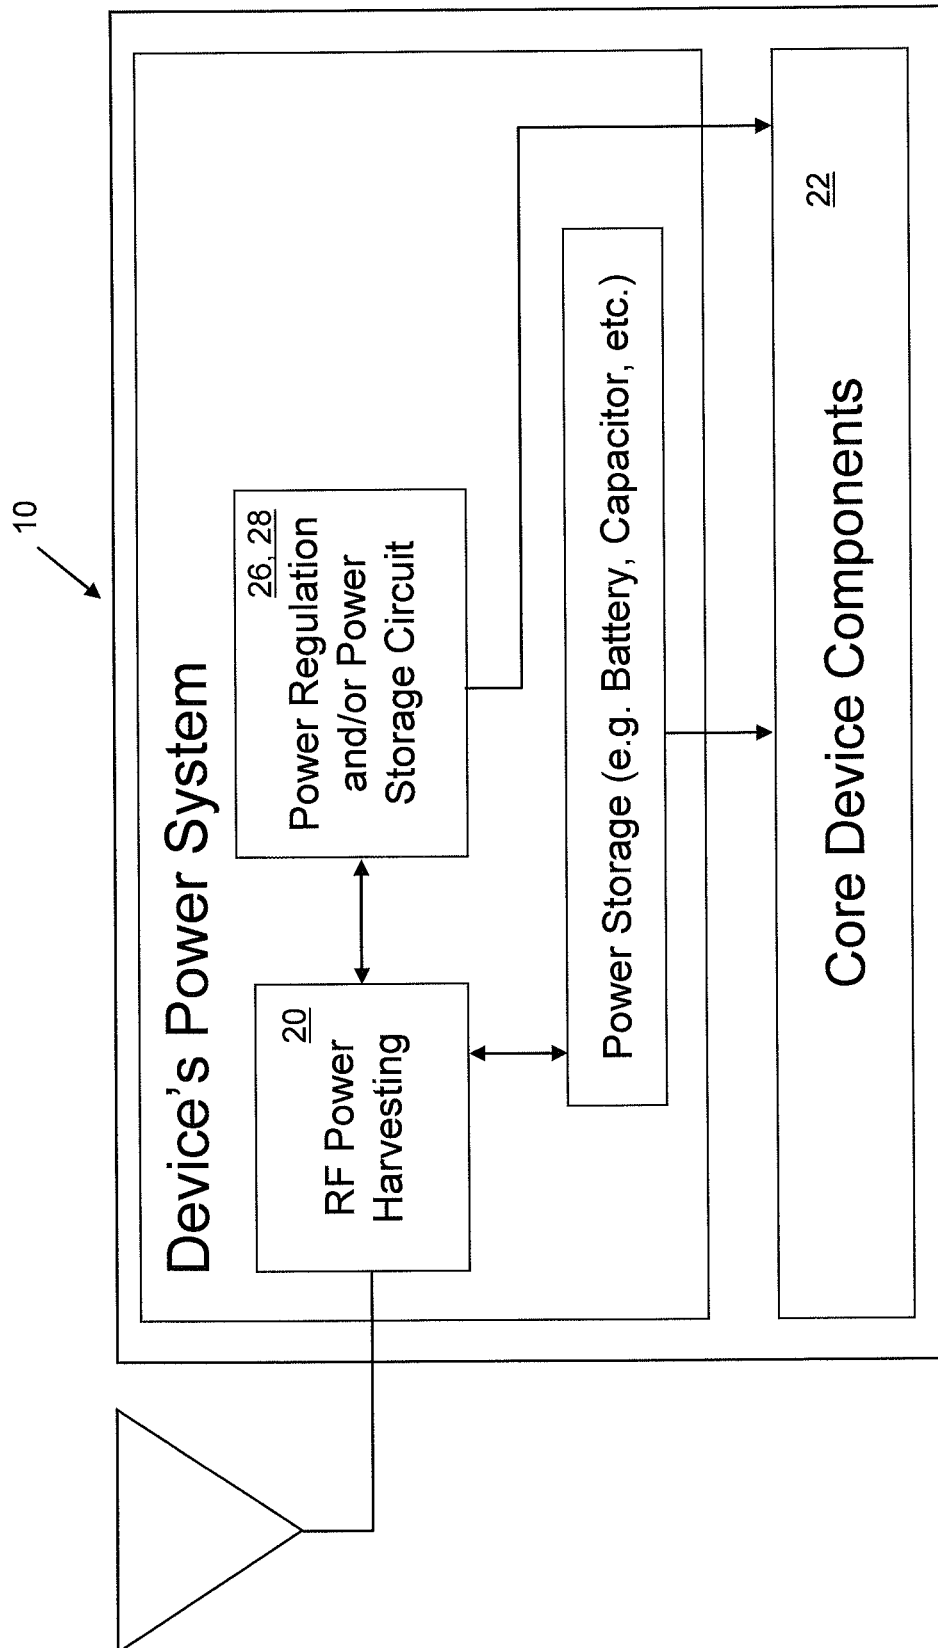 10
Device's Power System
20
RF Power
Harvesting
26, 28
Power Regulation
and/or Power
Storage Circuit
Power Storage (e.g. Battery, Capacitor, etc.)
22
Core Device Components